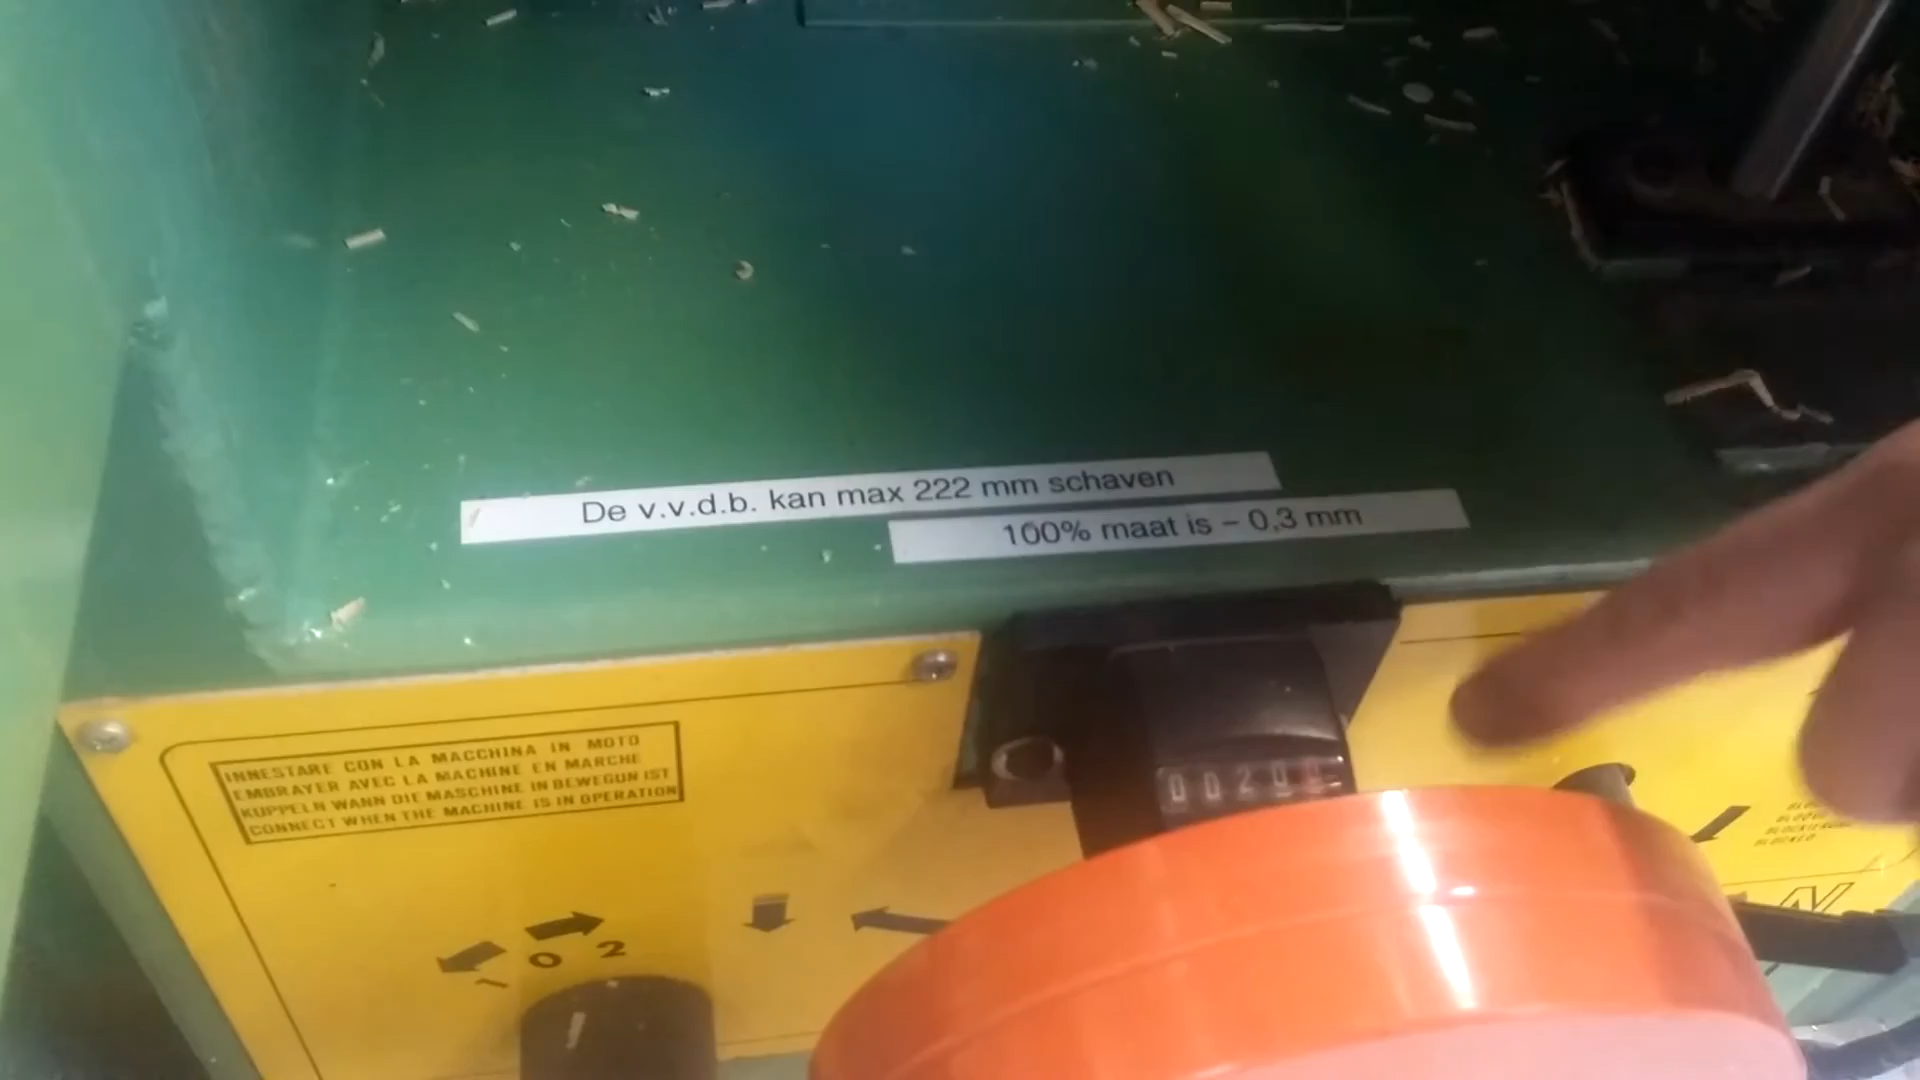 De v.v.d.b. kan max 222 mm schaven
100% maat is – 0,3 mm
INNESTARE CON LA MACCHINA IN MOTO
EMBRAYER AVEC LA MACHINE EN MARCHE
KUPPELN WANN DIE MASCHINE IN BEWEGUN IST
CONNECT WHEN THE MACHINE IS IN OPERATION
1 0 2
BLOCKED